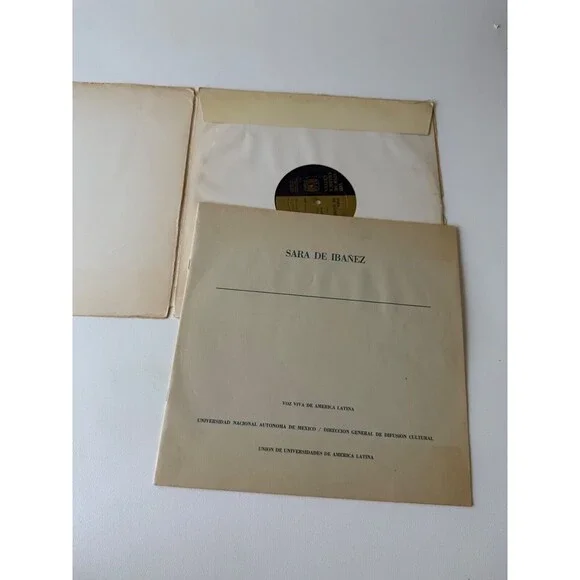 SARA DE IBAÑEZ
VOZ VIVA DE AMERICA LATINA
UNIVERSIDAD NACIONAL AUTONOMA DE MEXICO / DIRECCION GENERAL DE DIFUSION CULTURAL
UNION DE UNIVERSIDADES DE AMERICA LATINA